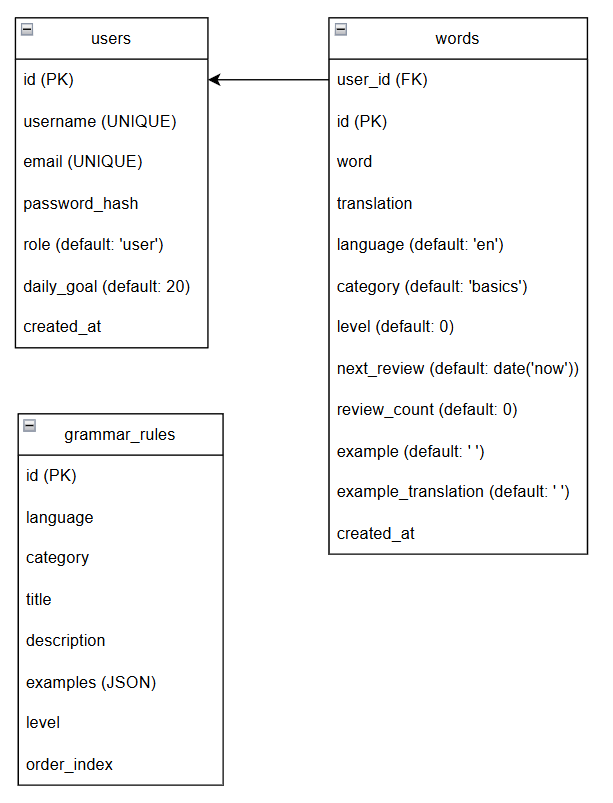 users
id (PK)
username (UNIQUE)
email (UNIQUE)
password_hash
role (default: 'user')
daily_goal (default: 20)
created_at
words
user_id (FK)
id (PK)
word
translation
language (default: 'en')
category (default: 'basics')
level (default: 0)
next_review (default: date('now'))
review_count (default: 0)
example (default: ' ')
example_translation (default: ' ')
created_at
grammar_rules
id (PK)
language
category
title
description
examples (JSON)
level
order_index